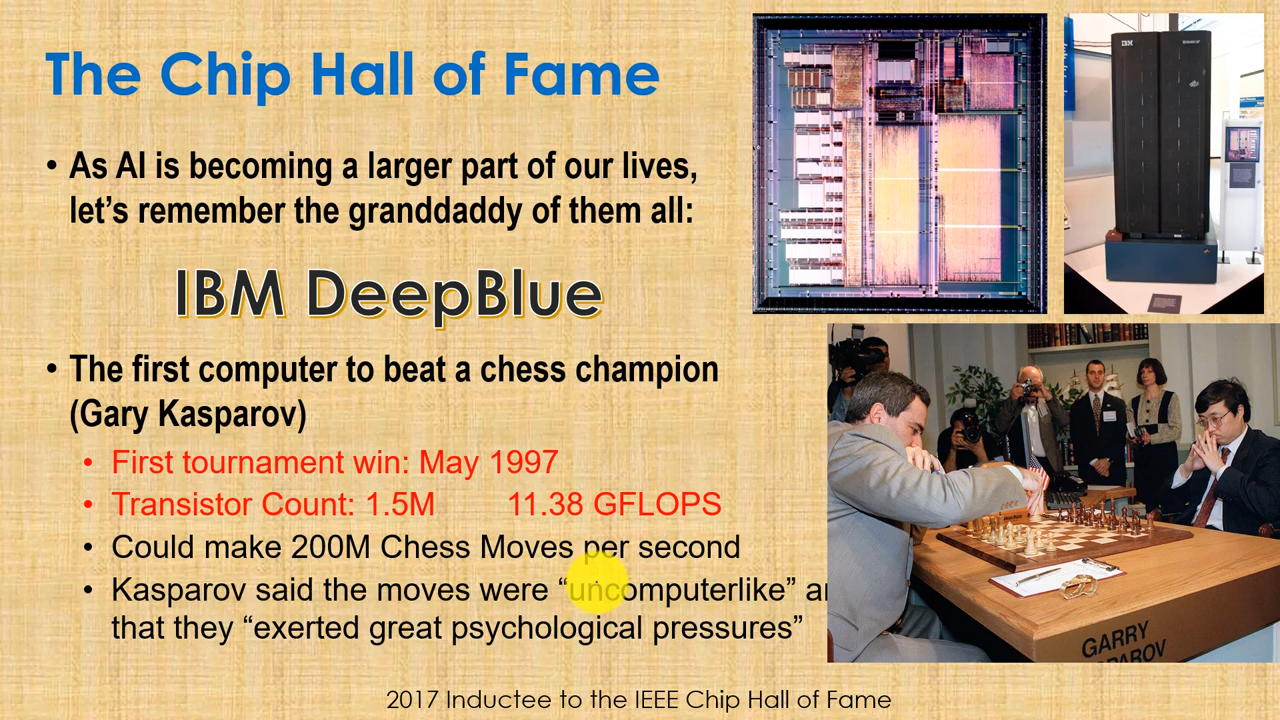 The Chip Hall of Fame
• As AI is becoming a larger part of our lives,
let’s remember the granddaddy of them all:
IBM DeepBlue
• The first computer to beat a chess champion
(Gary Kasparov)
• First tournament win: May 1997
• Transistor Count: 1.5M 11.38 GFLOPS
• Could make 200M Chess Moves per second
• Kasparov said the moves were “uncomputerlike”
that they “exerted great psychological pressures”
IBM
GARRY
2017 Inductee to the IEEE Chip Hall of Fame